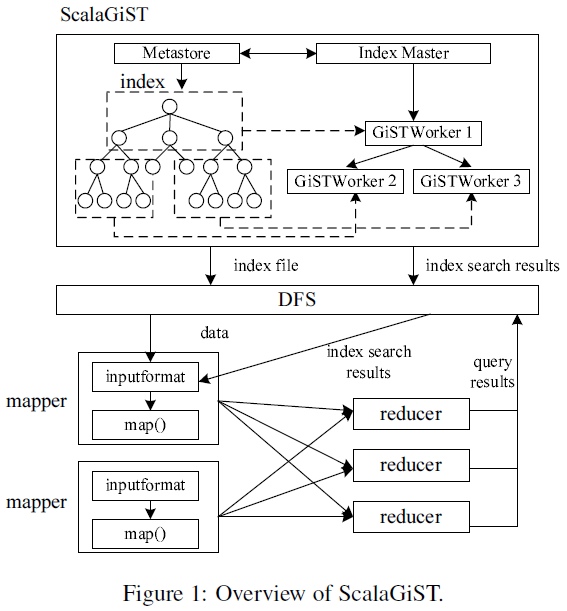 ScalaGiST
Metastore
Index Master
index
GiSTWorker 1
GiSTWorker 2
GiSTWorker 3
index file
index search results
DFS
data
index search
results
query
results
mapper
inputformat
map()
reducer
reducer
mapper
inputformat
map()
reducer
Figure 1: Overview of ScalaGiST.